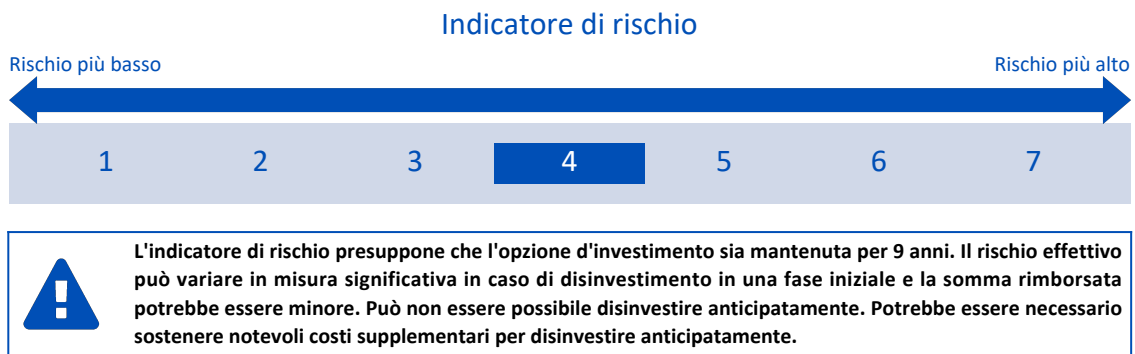 Indicatore di rischio
Rischio più basso
Rischio più alto
1 2 3 4 5 6 7
L'indicatore di rischio presuppone che l'opzione d'investimento sia mantenuta per 9 anni. Il rischio effettivo
può variare in misura significativa in caso di disinvestimento in una fase iniziale e la somma rimborsata
potrebbe essere minore. Può non essere possibile disinvestire anticipatamente. Potrebbe essere necessario
sostenere notevoli costi supplementari per disinvestire anticipatamente.